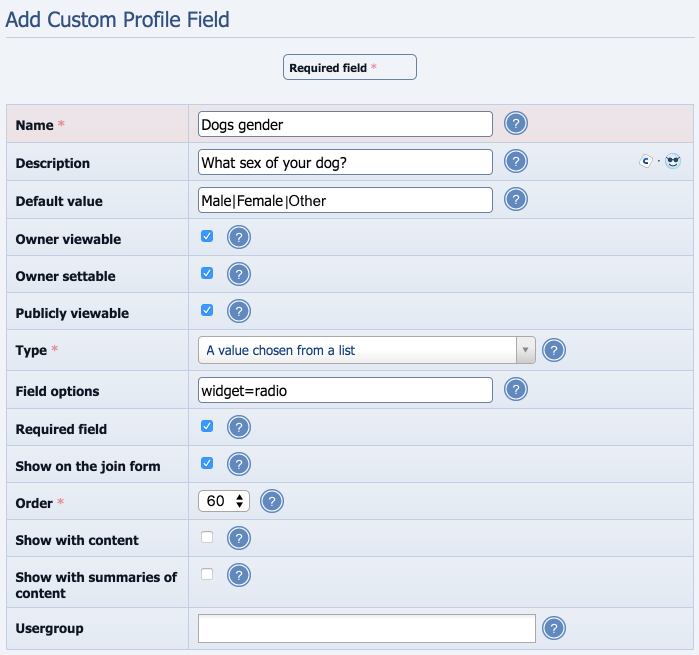 Add Custom Profile Field
Required field *
Name * Dogs gender ?
Description What sex of your dog? ? c
Default value Male|Female|Other ?
Owner viewable ?
Owner settable ?
Publicly viewable ?
Type * A value chosen from a list ?
Field options widget=radio ?
Required field ?
Show on the join form ?
Order * 60 ?
Show with content ?
Show with summaries of
content ?
Usergroup ?